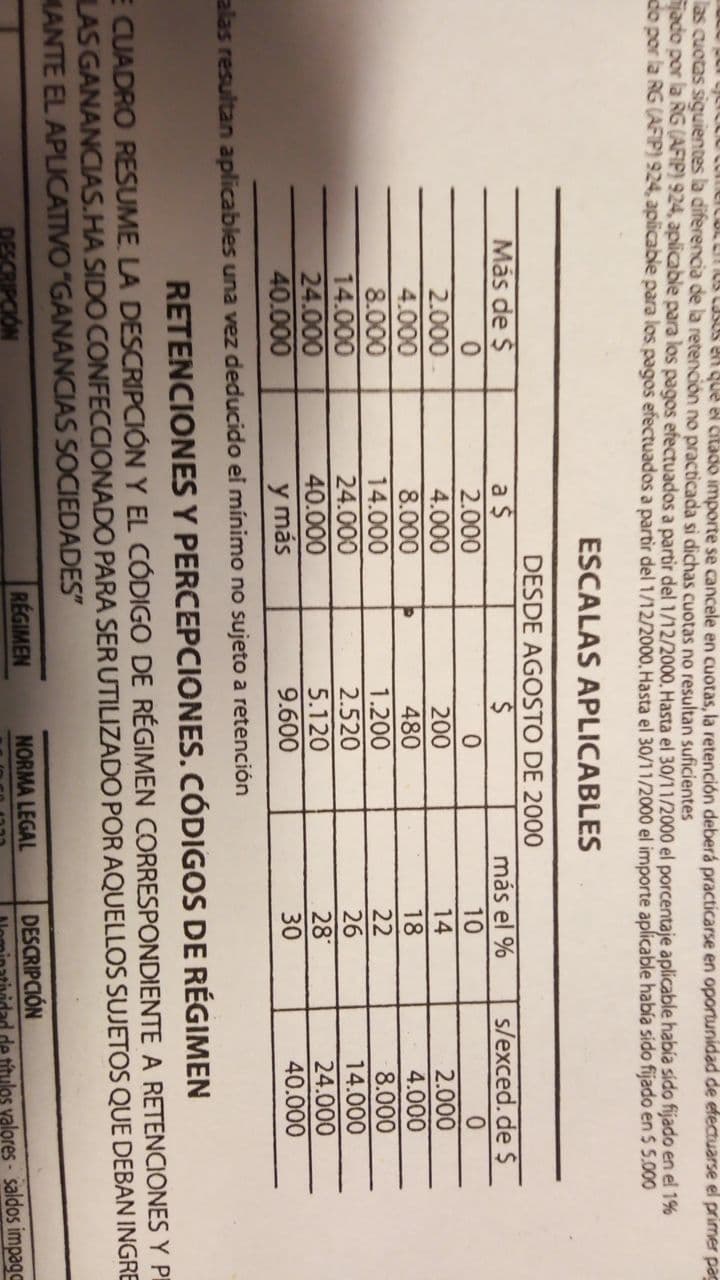 en que el citado importe se cancele en cuotas, la retención deberá practicarse en oportunidad de efectuarse el primer
las cuotas siguientes la diferencia de la retención no practicada si dichas cuotas no resultan suficientes
fijado por la RG (AFIP) 924, aplicable para los pagos efectuados a partir del 1/12/2000. Hasta el 30/11/2000 el porcentaje aplicable había sido fijado en el 1%
do por la RG (AFIP) 924, aplicable para los pagos efectuados a partir del 1/12/2000. Hasta el 30/11/2000 el importe aplicable había sido fijado en $ 5.000
ESCALAS APLICABLES
DESDE AGOSTO DE 2000
Más de $ a $ $ más el % s/exced. de $
0 2.000 0 10 0
2.000 4.000 200 14 2.000
4.000 8.000 480 18 4.000
8.000 14.000 1.200 22 8.000
14.000 24.000 2.520 26 14.000
24.000 40.000 5.120 28 24.000
40.000 y más 9.600 30 40.000
alas resultan aplicables una vez deducido el mínimo no sujeto a retención
RETENCIONES Y PERCEPCIONES. CÓDIGOS DE RÉGIMEN
E CUADRO RESUME LA DESCRIPCIÓN Y EL CÓDIGO DE RÉGIMEN CORRESPONDIENTE A RETENCIONES Y
LAS GANANCIAS. HA SIDO CONFECCIONADO PARA SER UTILIZADO POR AQUELLOS SUJETOS QUE DEBAN INGRE
IANTE EL APLICATIVO "GANANCIAS SOCIEDADES"
DESCRIPCIÓN RÉGIMEN NORMA LEGAL DESCRIPCIÓN
Nominatividad de títulos valores - saldos